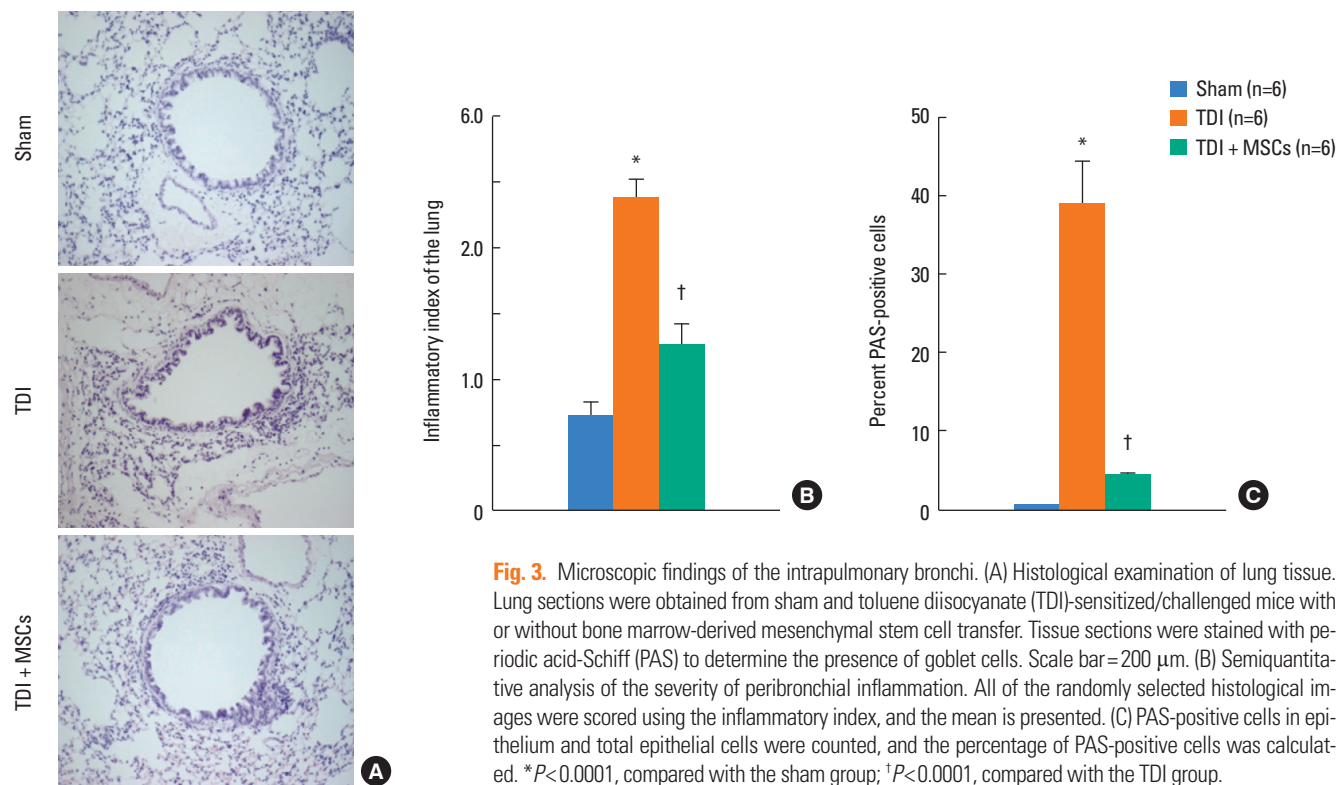 Sham
TDI
TDI + MSCs
A
Inflammatory index of the lung
6.0
2.0
1.0
0
*
†
B
Percent PAS-positive cells
50
40
30
20
10
0
*
†
C
Sham (n=6)
TDI (n=6)
TDI + MSCs (n=6)
Fig. 3. Microscopic findings of the intrapulmonary bronchi. (A) Histological examination of lung tissue.
Lung sections were obtained from sham and toluene diisocyanate (TDI)-sensitized/challenged mice with
or without bone marrow-derived mesenchymal stem cell transfer. Tissue sections were stained with pe-
riodic acid-Schiff (PAS) to determine the presence of goblet cells. Scale bar=200 μm. (B) Semiquantita-
tive analysis of the severity of peribronchial inflammation. All of the randomly selected histological im-
ages were scored using the inflammatory index, and the mean is presented. (C) PAS-positive cells in epi-
thelium and total epithelial cells were counted, and the percentage of PAS-positive cells was calculat-
ed. *P<0.0001, compared with the sham group; †P<0.0001, compared with the TDI group.